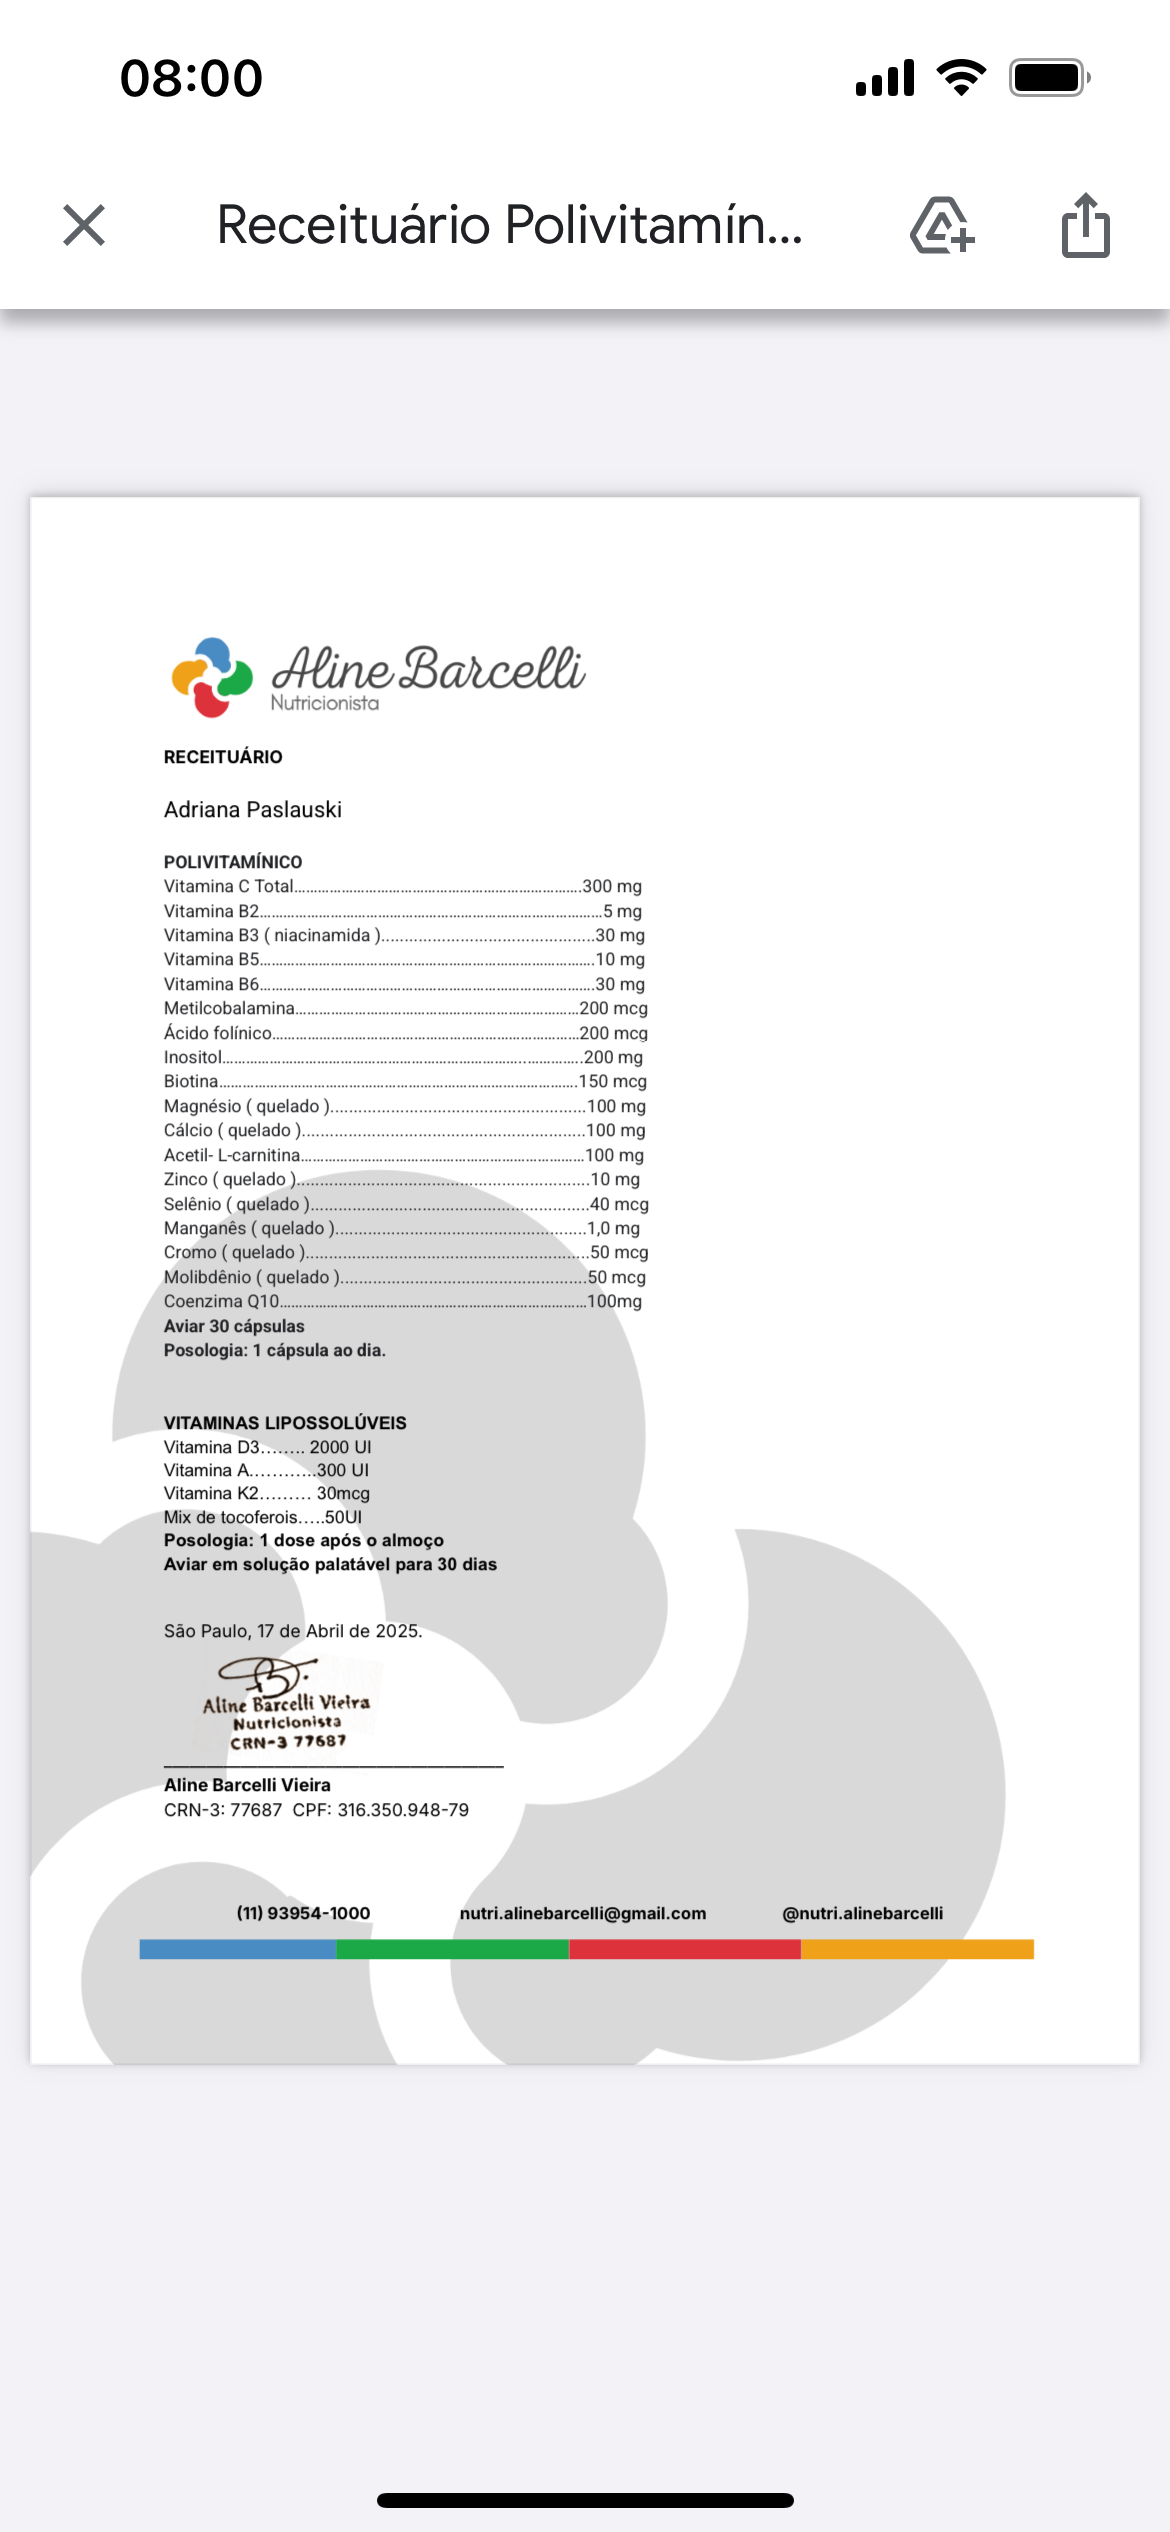 08:00
Receituário Polivitamín...
Aline Barcelli
Nutricionista
RECEITUÁRIO
Adriana Paslauski
POLIVITAMÍNICO
Vitamina C Total......................................................................300 mg
Vitamina B2......................................................................5 mg
Vitamina B3 ( niacinamida )..............................................30 mg
Vitamina B5......................................................................10 mg
Vitamina B6......................................................................30 mg
Metilcobalamina......................................................................200 mcg
Ácido folínico......................................................................200 mcg
Inositol......................................................................200 mg
Biotina......................................................................150 mcg
Magnésio ( quelado ).......................................................100 mg
Cálcio ( quelado ).............................................................100 mg
Acetil- L-carnitina......................................................................100 mg
Zinco ( quelado )...............................................................10 mg
Selênio ( quelado )............................................................40 mcg
Manganês ( quelado )......................................................1,0 mg
Cromo ( quelado ).............................................................50 mcg
Molibdênio ( quelado ).....................................................50 mcg
Coenzima Q10......................................................................100mg
Aviar 30 cápsulas
Posologia: 1 cápsula ao dia.
VITAMINAS LIPOSSOLÚVEIS
Vitamina D3........ 2000 UI
Vitamina A............300 UI
Vitamina K2......... 30mcg
Mix de tocoferois.....50UI
Posologia: 1 dose após o almoço
Aviar em solução palatável para 30 dias
São Paulo, 17 de Abril de 2025.
Aline Barcelli Vieira
Nutricionista
CRN-3 77687
Aline Barcelli Vieira
CRN-3: 77687 CPF: 316.350.948-79
(11) 93954-1000 nutri.alinebarcelli@gmail.com @nutri.alinebarcelli